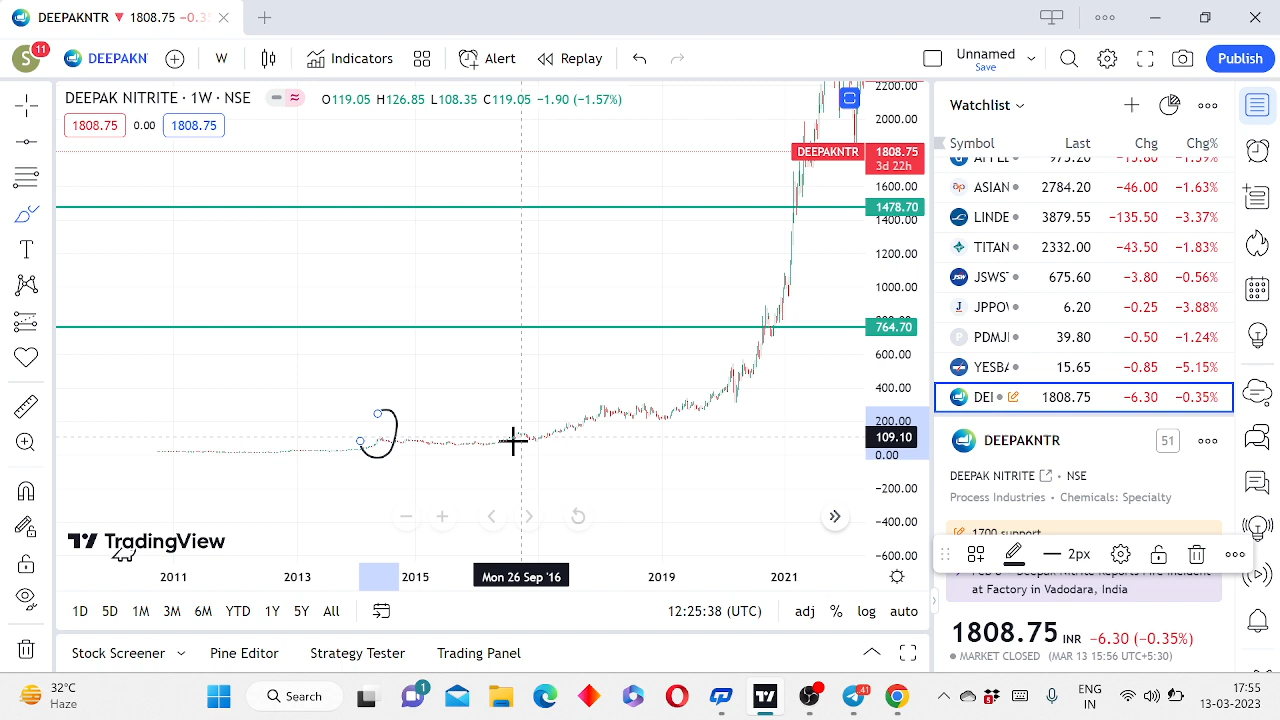 DEEPAKNTR ▼ 1808.75 −0.3
S 11 DEEPAKN W Indicators Alert Replay Unnamed Save Publish
DEEPAK NITRITE · 1W · NSE O119.05 H126.85 L108.35 C119.05 −1.90 (−1.57%)
1808.75 0.00 1808.75
2200.00
2000.00
DEEPAKNTR 1808.75
3d 22h
1600.00
1478.70
1400.00
1200.00
1000.00
764.70
600.00
400.00
200.00
109.10
0.00
−200.00
−400.00
−600.00
TradingView
2011 2013 2015 Mon 26 Sep '16 2019 2021
1D 5D 1M 3M 6M YTD 1Y 5Y All 12:25:38 (UTC) adj % log auto
Stock Screener Pine Editor Strategy Tester Trading Panel
Watchlist
Symbol Last Chg Chg%
ASIAN 2784.20 −46.00 −1.63%
LINDE 3879.55 −135.50 −3.37%
TITAN 2332.00 −43.50 −1.83%
JSWST 675.60 −3.80 −0.56%
JPPOW 6.20 −0.25 −3.88%
PDMJ 39.80 −0.50 −1.24%
YESBA 15.65 −0.85 −5.15%
DEI 1808.75 −6.30 −0.35%
DEEPAKNTR 51
DEEPAK NITRITE · NSE
Process Industries · Chemicals: Specialty
1700 support
2px
at Factory in Vadodara, India
1808.75 INR −6.30 (−0.35%)
MARKET CLOSED (MAR 13 15:56 UTC+5:30)
32°C
Haze
Search
1
41
ENG
IN
17:55
13-03-2023